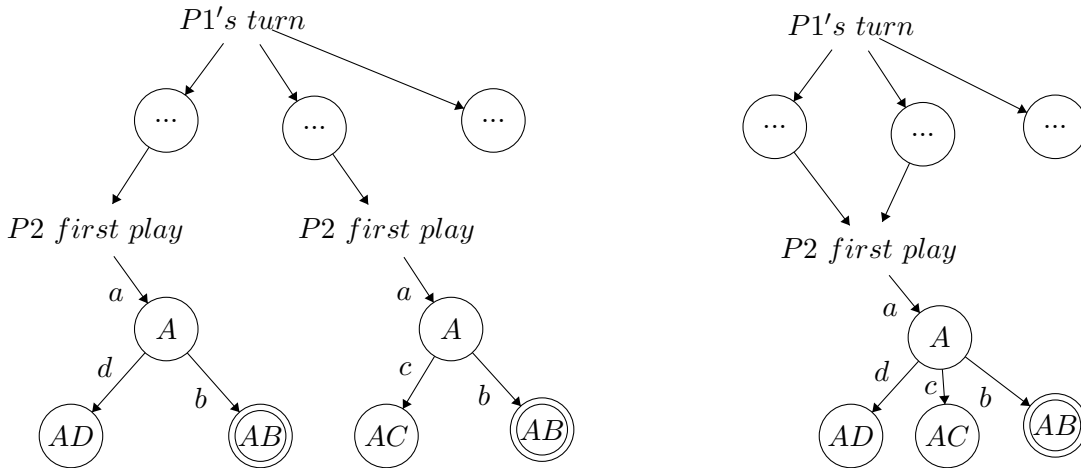 P1's turn
... ... ...
P2 first play P2 first play
a a
A A
d b c b
AD AB AC AB
P1's turn
... ... ...
P2 first play
a
A
d c b
AD AC AB